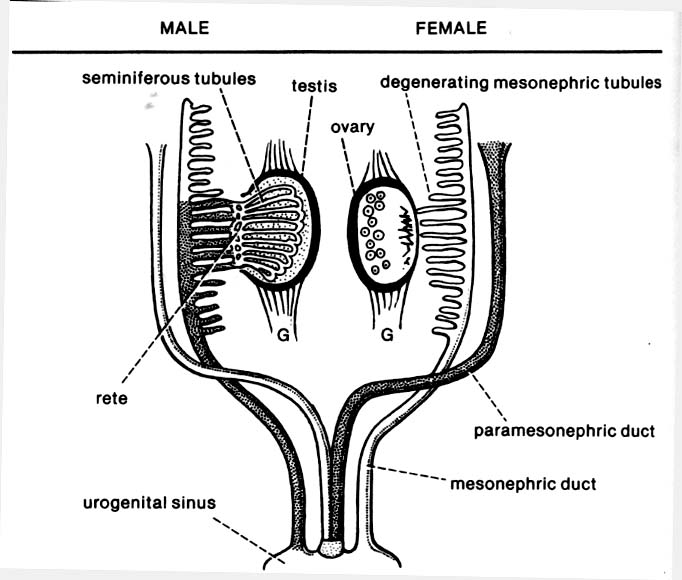 MALE
FEMALE
seminiferous tubules
testis
degenerating mesonephric tubules
ovary
G
G
rete
paramesonephric duct
mesonephric duct
urogenital sinus